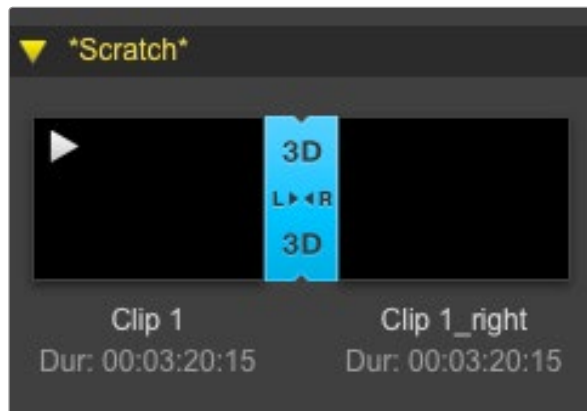 *Scratch*
3D
L R
3D
Clip 1 Clip 1_right
Dur: 00:03:20:15 Dur: 00:03:20:15